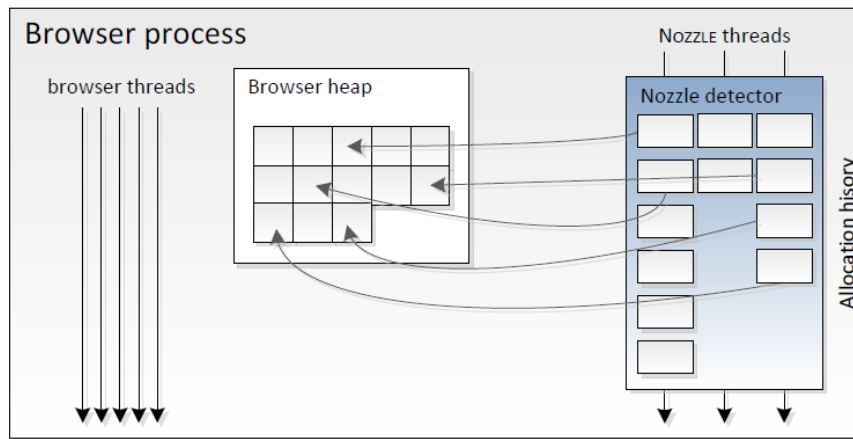 Browser process
NOZZLE threads
browser threads
Browser heap
Nozzle detector
Allocation hisory